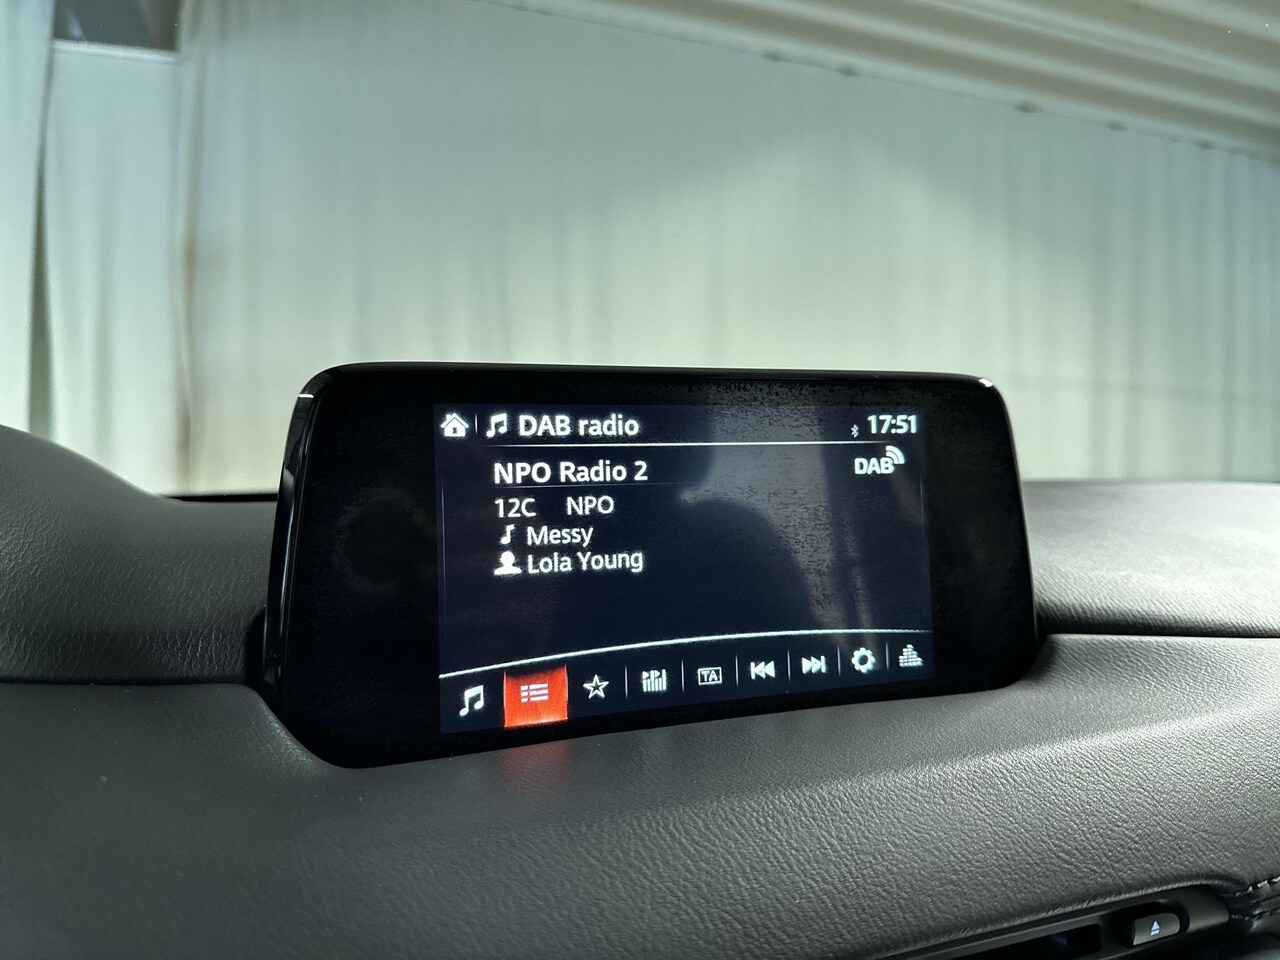 DAB radio 17:51
NPO Radio 2 DAB
12C NPO
Messy
Lola Young
TA